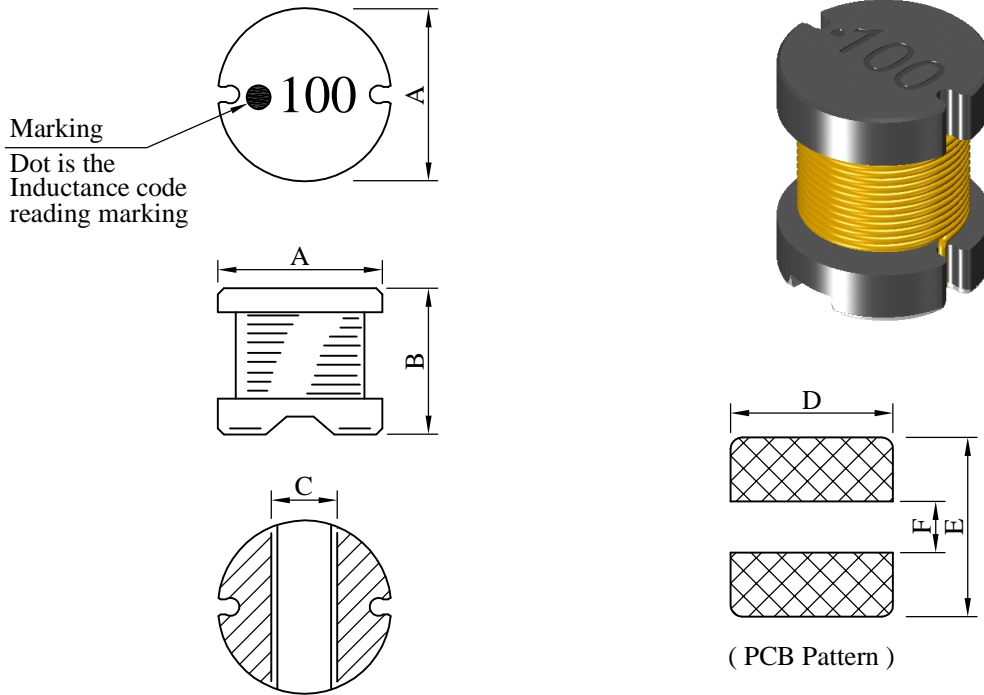 100
A
Marking
Dot is the
Inductance code
reading marking
100
A
B
C
D
F
E
( PCB Pattern )